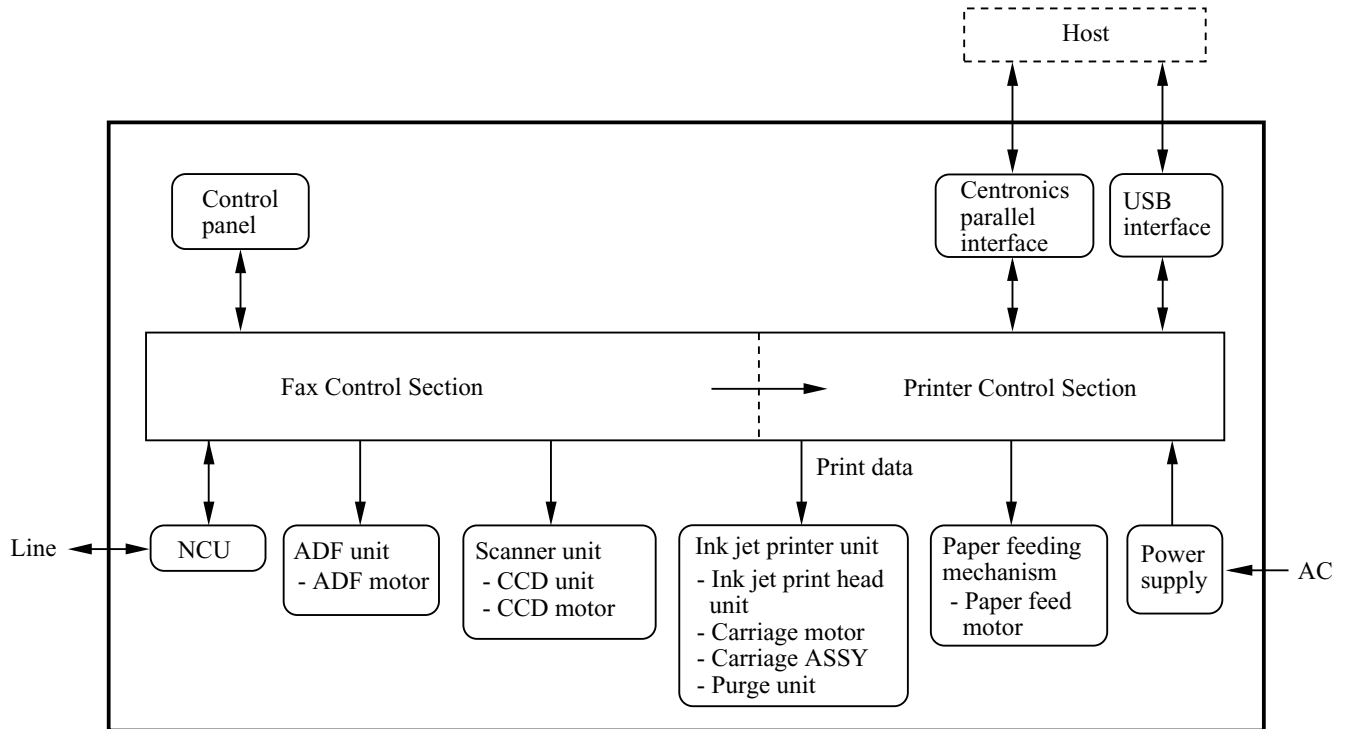 Host
Control
panel
Centronics
parallel
interface
USB
interface
Fax Control Section
Printer Control Section
Print data
Line
NCU
ADF unit
- ADF motor
Scanner unit
- CCD unit
- CCD motor
Ink jet printer unit
- Ink jet print head
unit
- Carriage motor
- Carriage ASSY
- Purge unit
Paper feeding
mechanism
- Paper feed
motor
Power
supply
AC